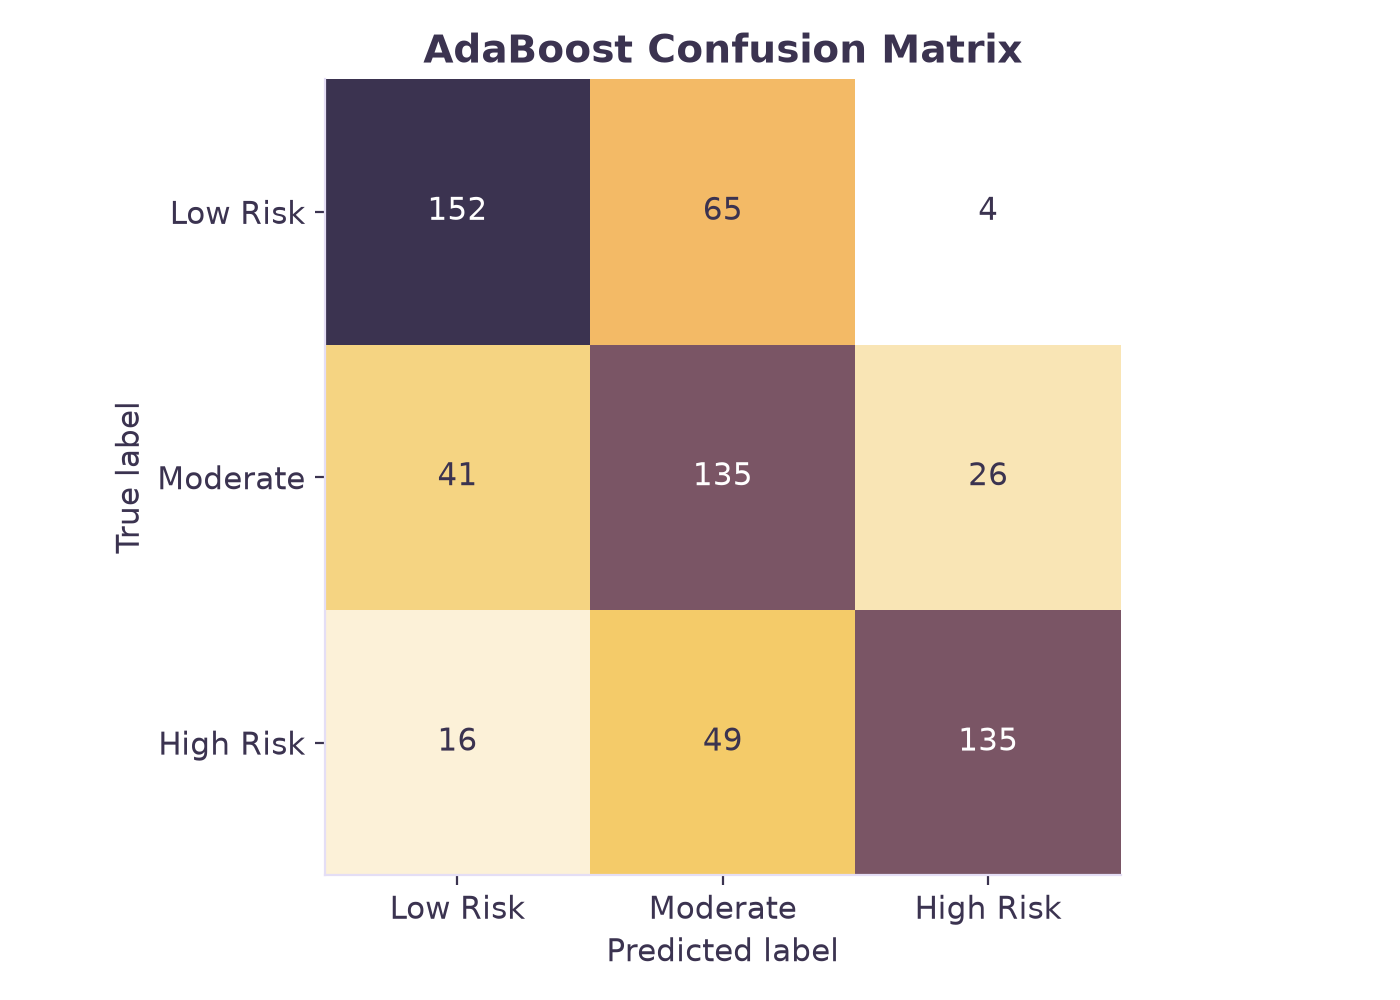 AdaBoost Confusion Matrix
Low Risk 152 65 4
Moderate 41 135 26
High Risk 16 49 135
True label
Low Risk Moderate High Risk
Predicted label